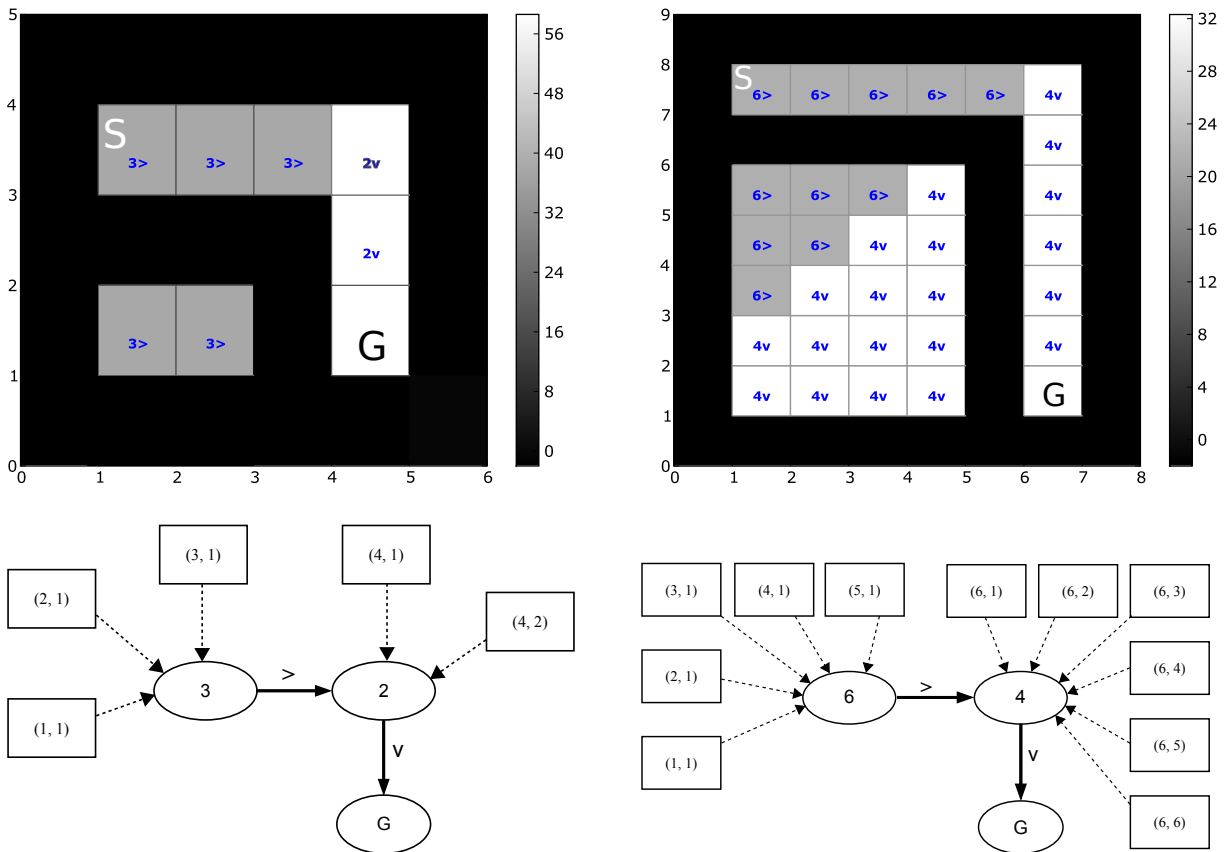 5
4
3
2
1
0
0 1 2 3 4 5 6
S
3> 3> 3> 2v
2v
3> 3> G
56
48
40
32
24
16
8
0
9
8
7
6
5
4
3
2
1
0
0 1 2 3 4 5 6 7 8
S
6> 6> 6> 6> 6> 4v
4v
6> 6> 6> 4v 4v
6> 6> 4v 4v 4v
6> 4v 4v 4v 4v
4v 4v 4v 4v 4v
4v 4v 4v 4v G
32
28
24
20
16
12
8
4
0
(3, 1) (4, 1)
(2, 1) (4, 2)
3 > 2
(1, 1)
v
G
(3, 1) (4, 1) (5, 1) (6, 1) (6, 2) (6, 3)
(2, 1) (6, 4)
6 > 4
(1, 1) (6, 5)
v
(6, 6)
G